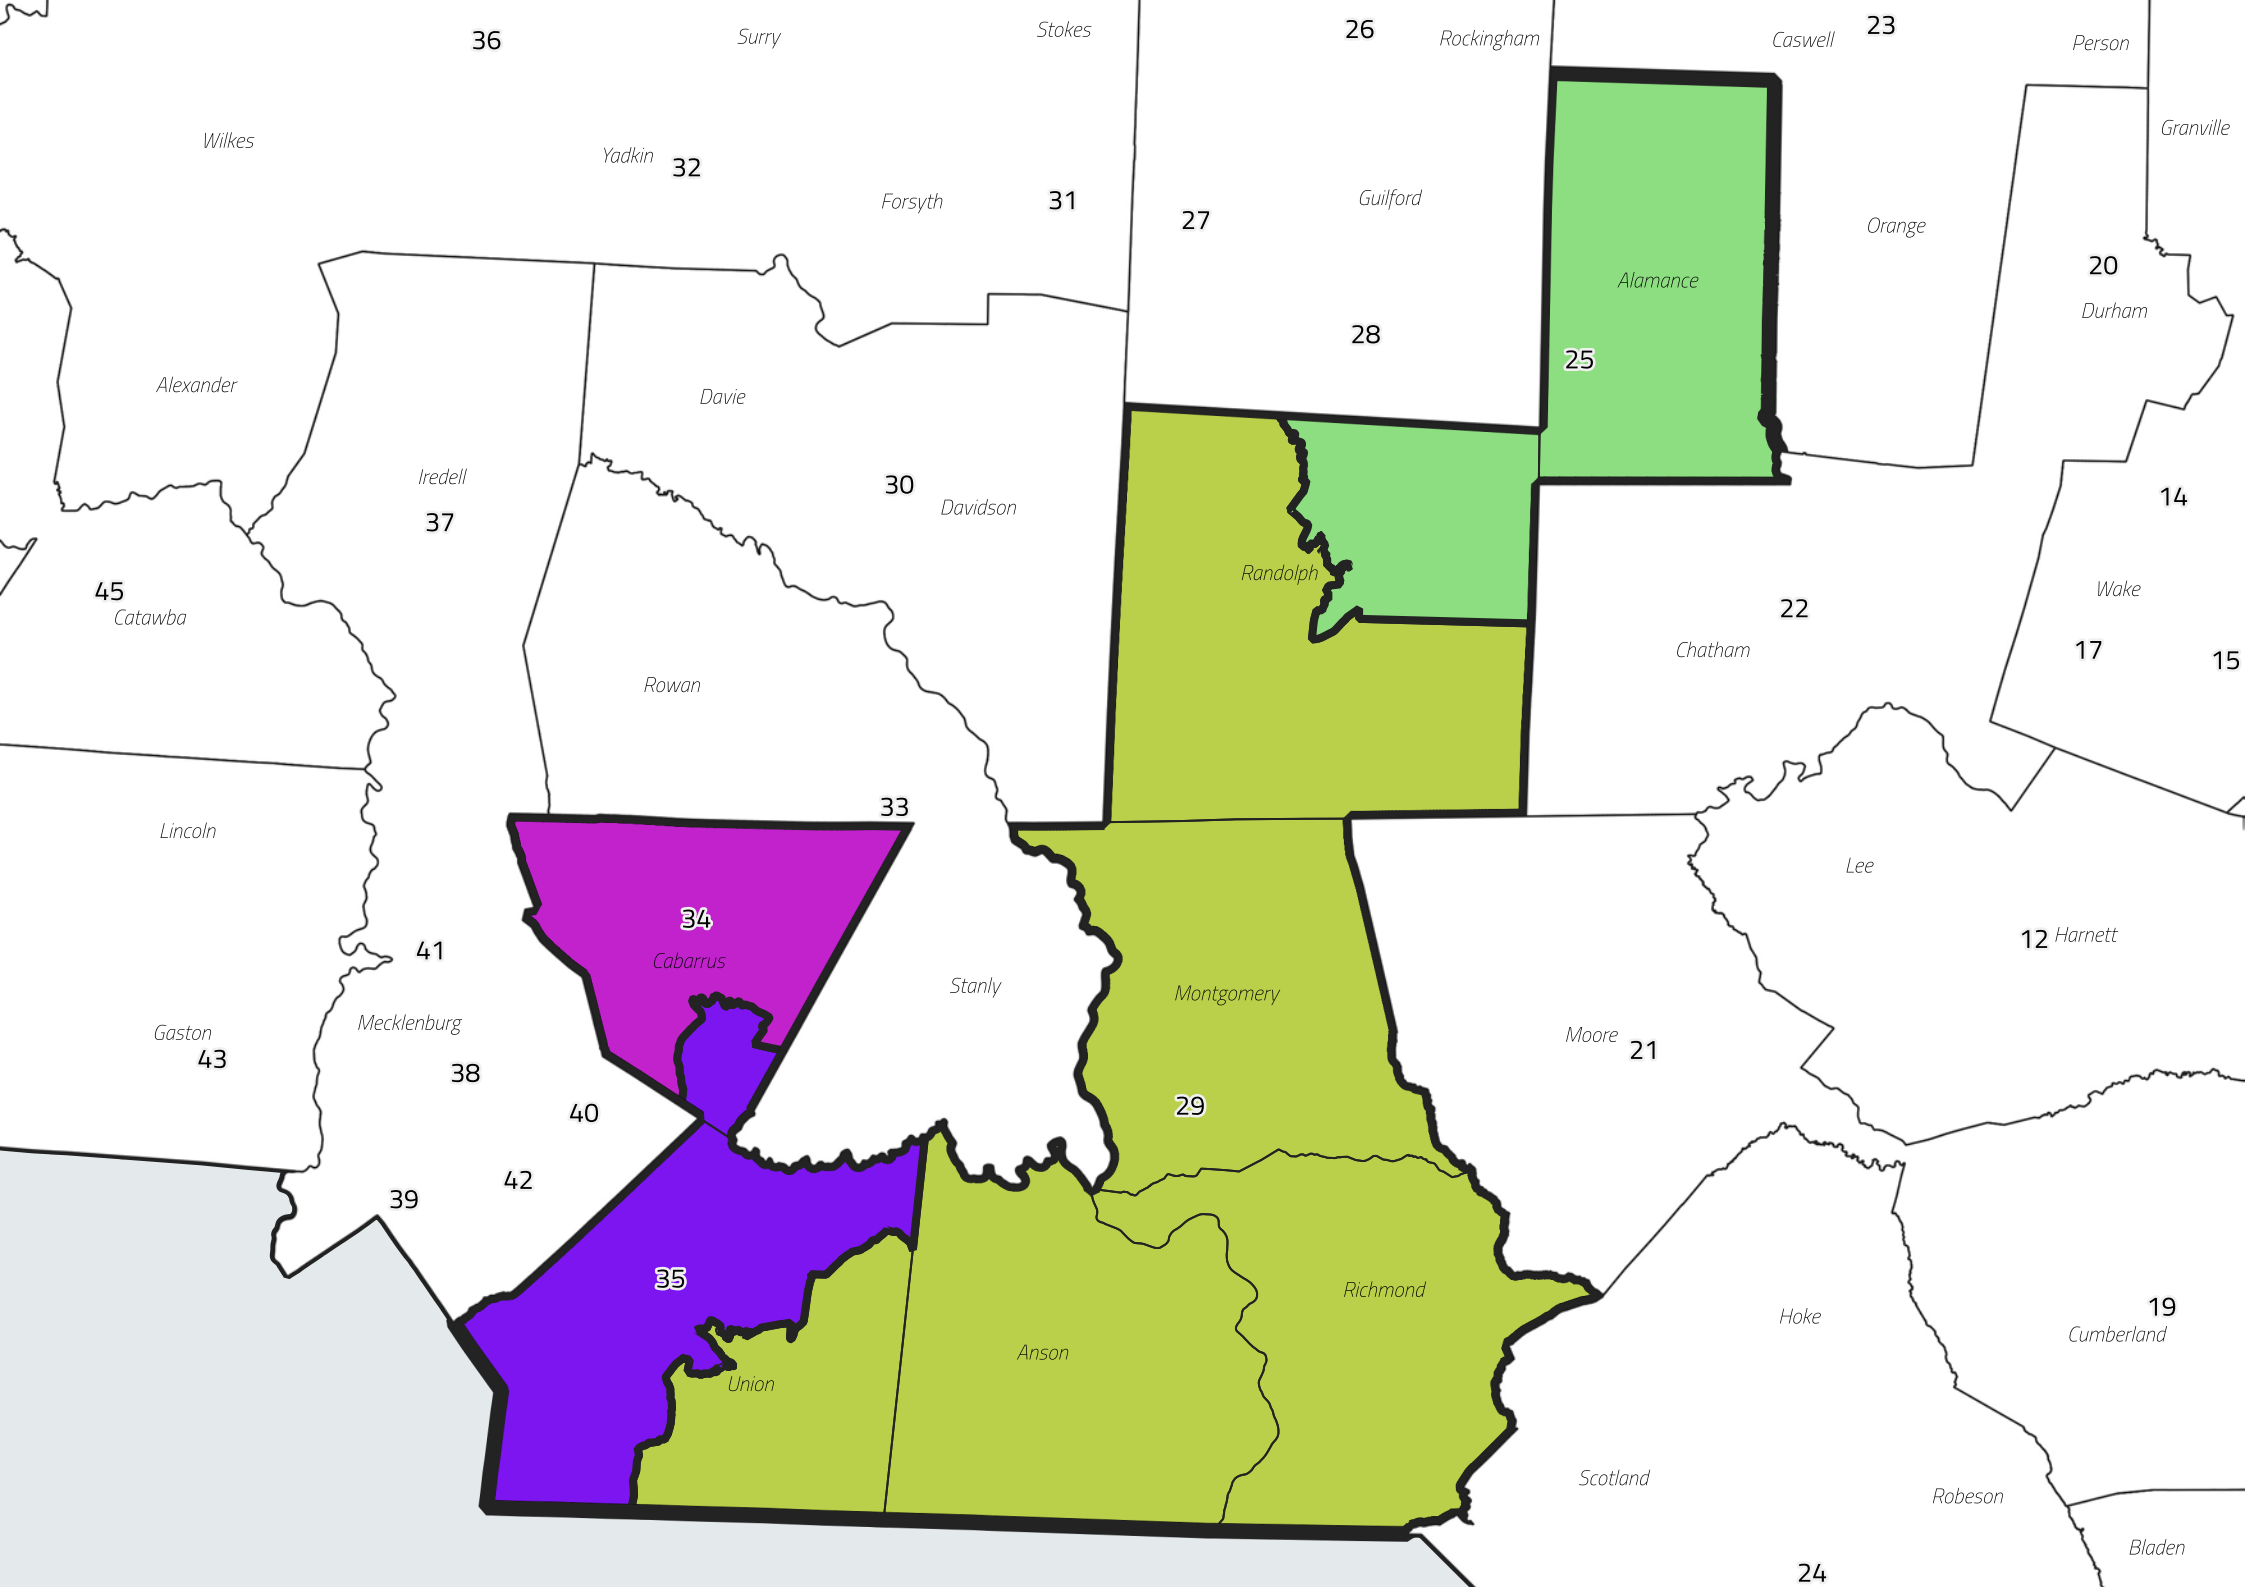 23
26
Stokes
Surry
Rockingham
36
Caswell
Person
Granville
Wilkes
Yadkin
32
31
Forsyth
Guilford
27
Orange
20
Alamance
Durham
28
25
Alexander
Davie
Iredell
30
14
Davidson
37
Randolph
45
Wake
22
Catawba
17
Chatham
15
Rowan
33
Lincoln
Lee
34
Harnett
12
41
Cabarrus
Stanly
Montgomery
Mecklenburg
Gaston
Moore
21
43
38
29
40
42
39
35
Richmond
19
Hoke
Cumberland
Anson
Union
Scotland
Robeson
Bladen
24